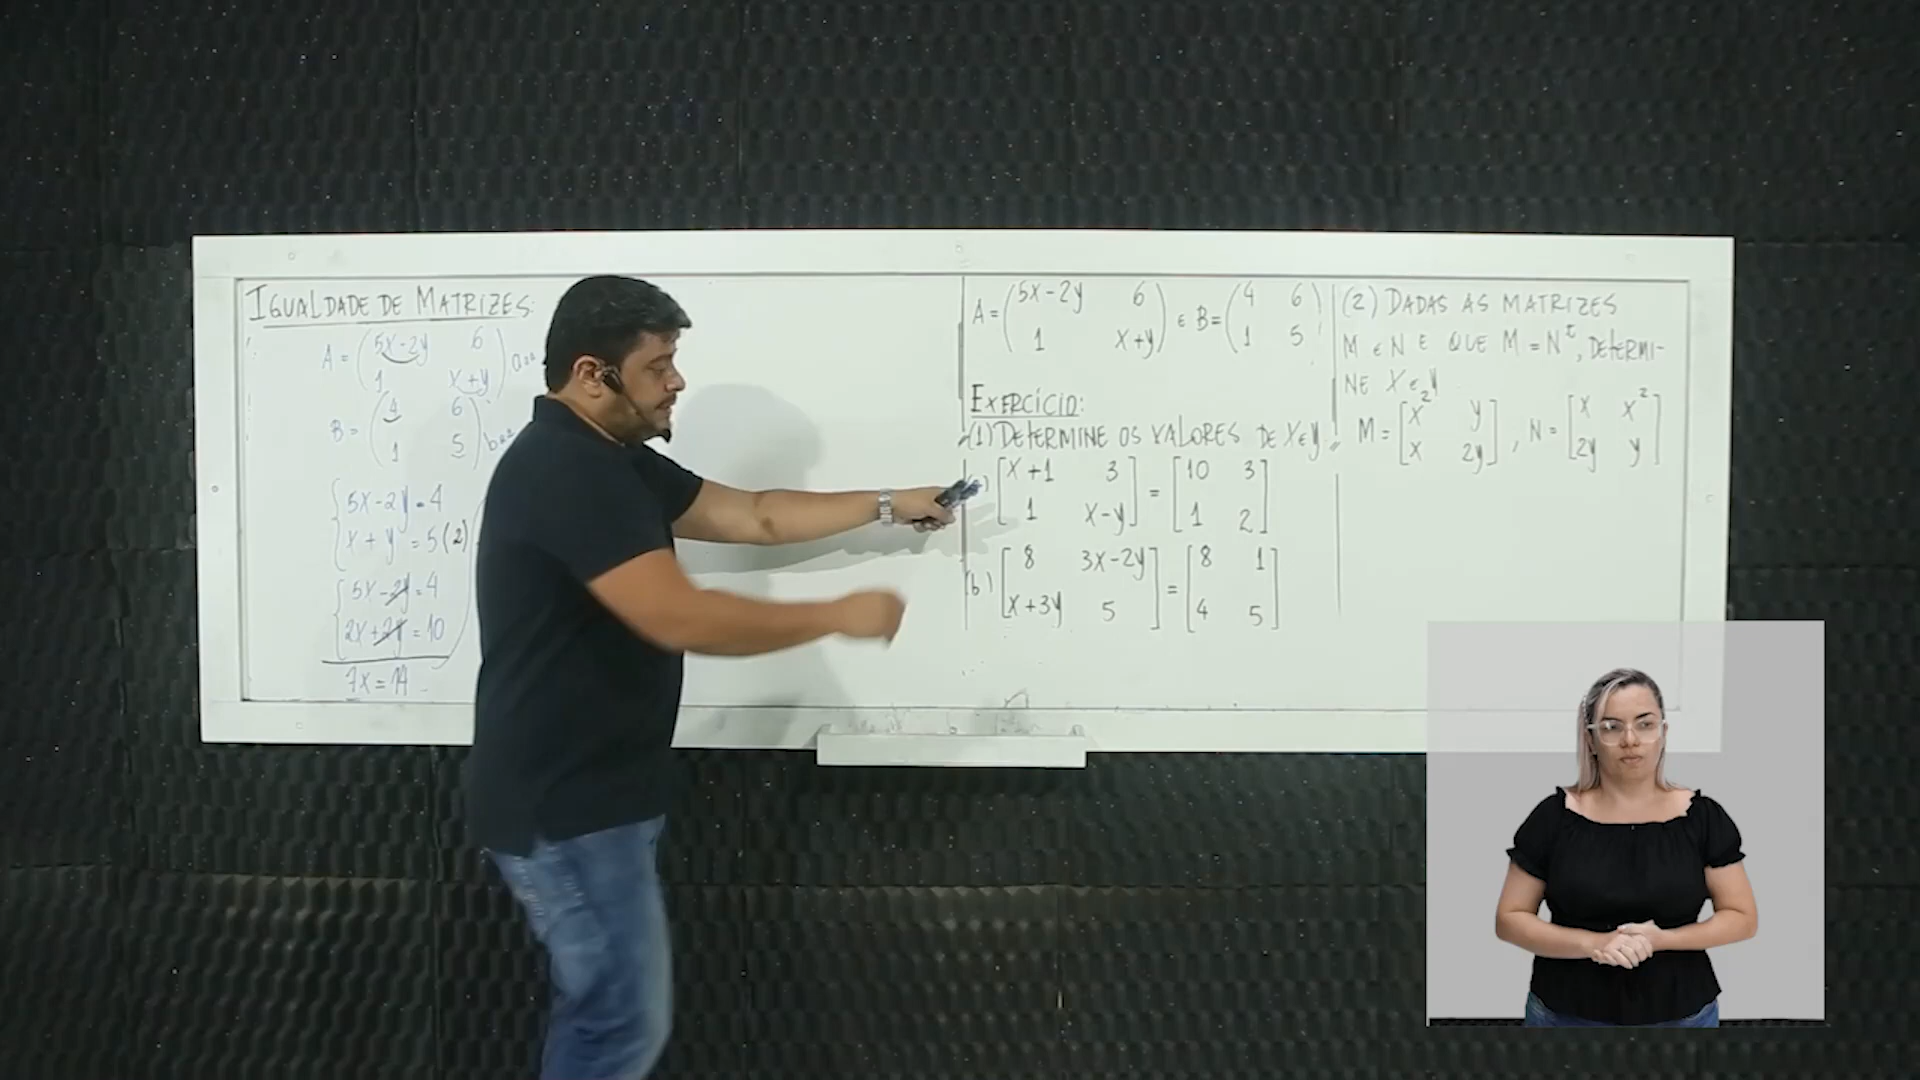 IGUALDADE DE MATRIZES:
A = (5x-2y 6
1 x+y)
B = (4 6
1 5)
5x-2y=4
x+y=5(2)
5x-2y=4
2x+2y=10
7x=14
A = (5x-2y 6
1 x+y) e B = (4 6
1 5)
EXERCÍCIO:
(1) DETERMINE OS VALORES DE X e y
[x+1 3
1 x-y] = [10 3
1 2]
(b) [8 3x-2y
x+3y 5] = [8 1
4 5]
(2) DADAS AS MATRIZES
M e N E QUE M = Nᵗ, DETERMI-
NE X e y
M = [x² y
x 2y], N = [x x²
2y y]